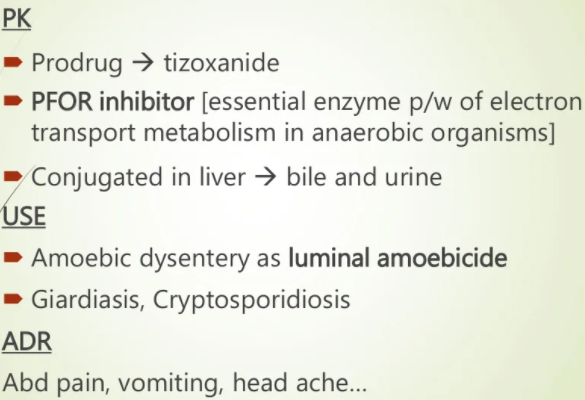 PK
Prodrug → tizoxanide
PFOR inhibitor [essential enzyme p/w of electron
transport metabolism in anaerobic organisms]
Conjugated in liver → bile and urine
USE
Amoebic dysentery as luminal amoebicide
Giardiasis, Cryptosporidiosis
ADR
Abd pain, vomiting, head ache...